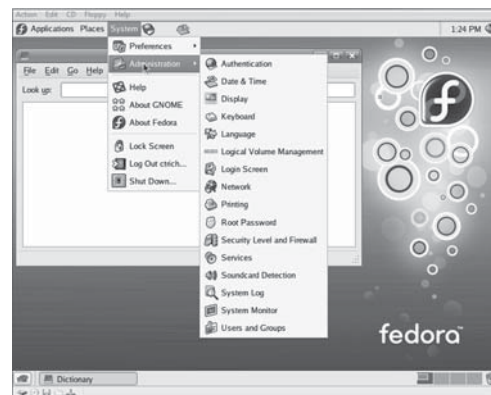 Action Edit CD Floppy Help
Applications Places System
1:24 PM
File Edit Go Help
Look up:
Preferences
Administration
Help
About GNOME
About Fedora
Lock Screen
Log Out ctrich...
Shut Down...
Authentication
Date & Time
Display
Keyboard
Language
Logical Volume Management
Login Screen
Network
Printing
Root Password
Security Level and Firewall
Services
Soundcard Detection
System Log
System Monitor
Users and Groups
fedora
Dictionary